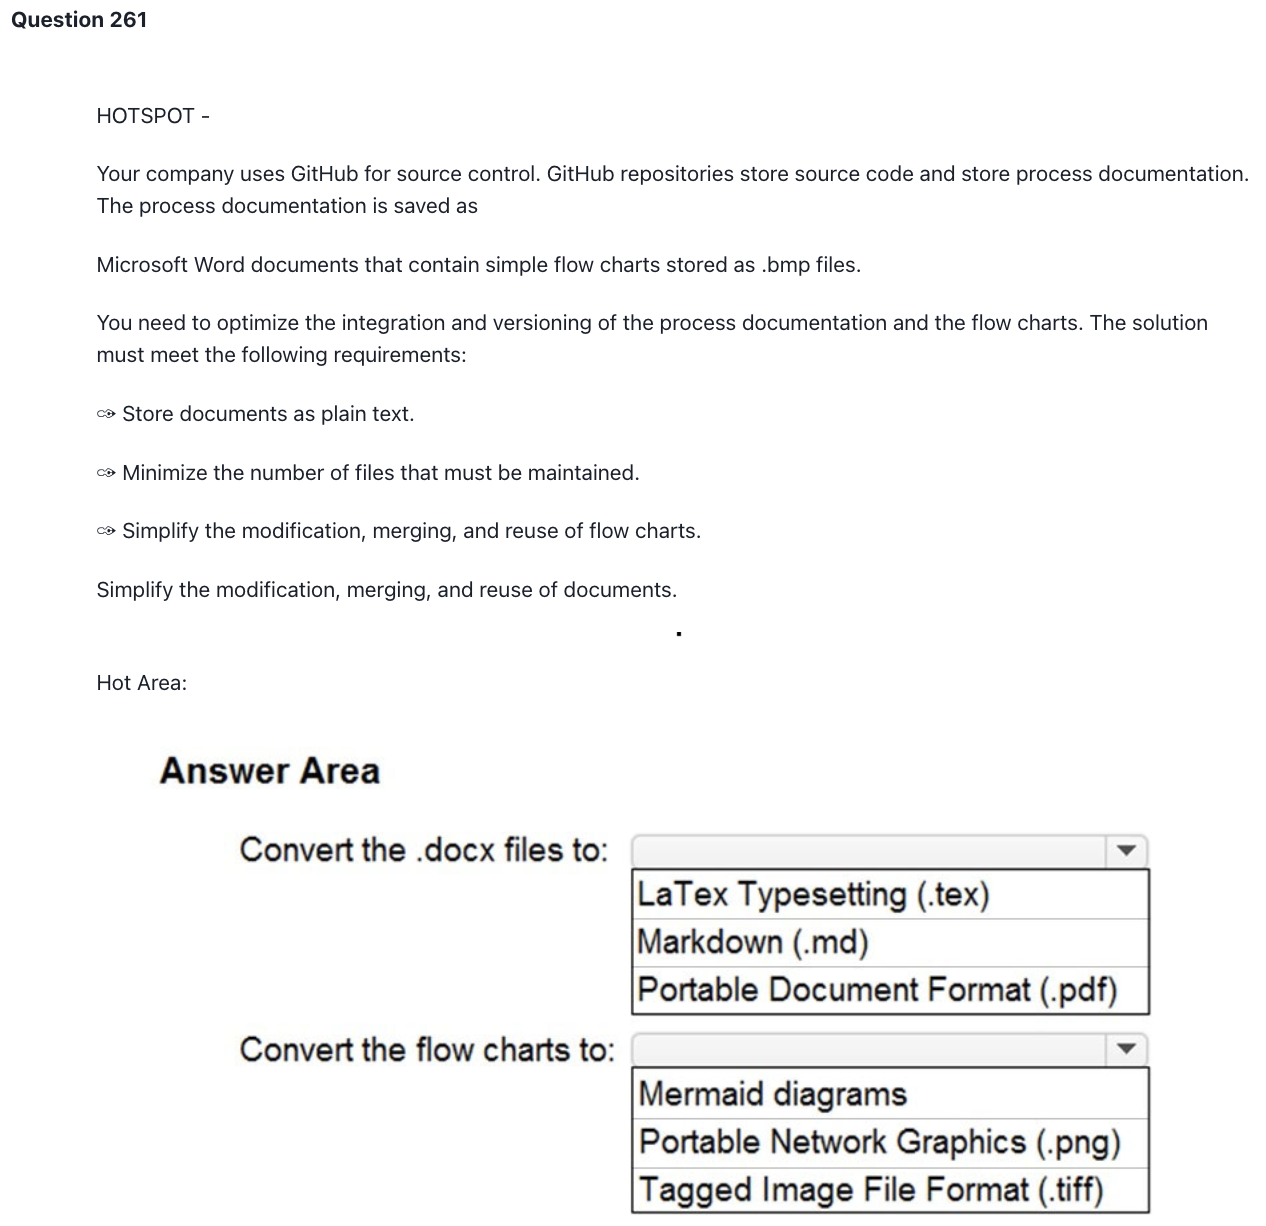 Question 261
HOTSPOT -
Your company uses GitHub for source control. GitHub repositories store source code and store process documentation.
The process documentation is saved as
Microsoft Word documents that contain simple flow charts stored as .bmp files.
You need to optimize the integration and versioning of the process documentation and the flow charts. The solution
must meet the following requirements:
✑ Store documents as plain text.
✑ Minimize the number of files that must be maintained.
✑ Simplify the modification, merging, and reuse of flow charts.
Simplify the modification, merging, and reuse of documents.
.
Hot Area:
Answer Area
Convert the .docx files to:
LaTex Typesetting (.tex)
Markdown (.md)
Portable Document Format (.pdf)
Convert the flow charts to:
Mermaid diagrams
Portable Network Graphics (.png)
Tagged Image File Format (.tiff)